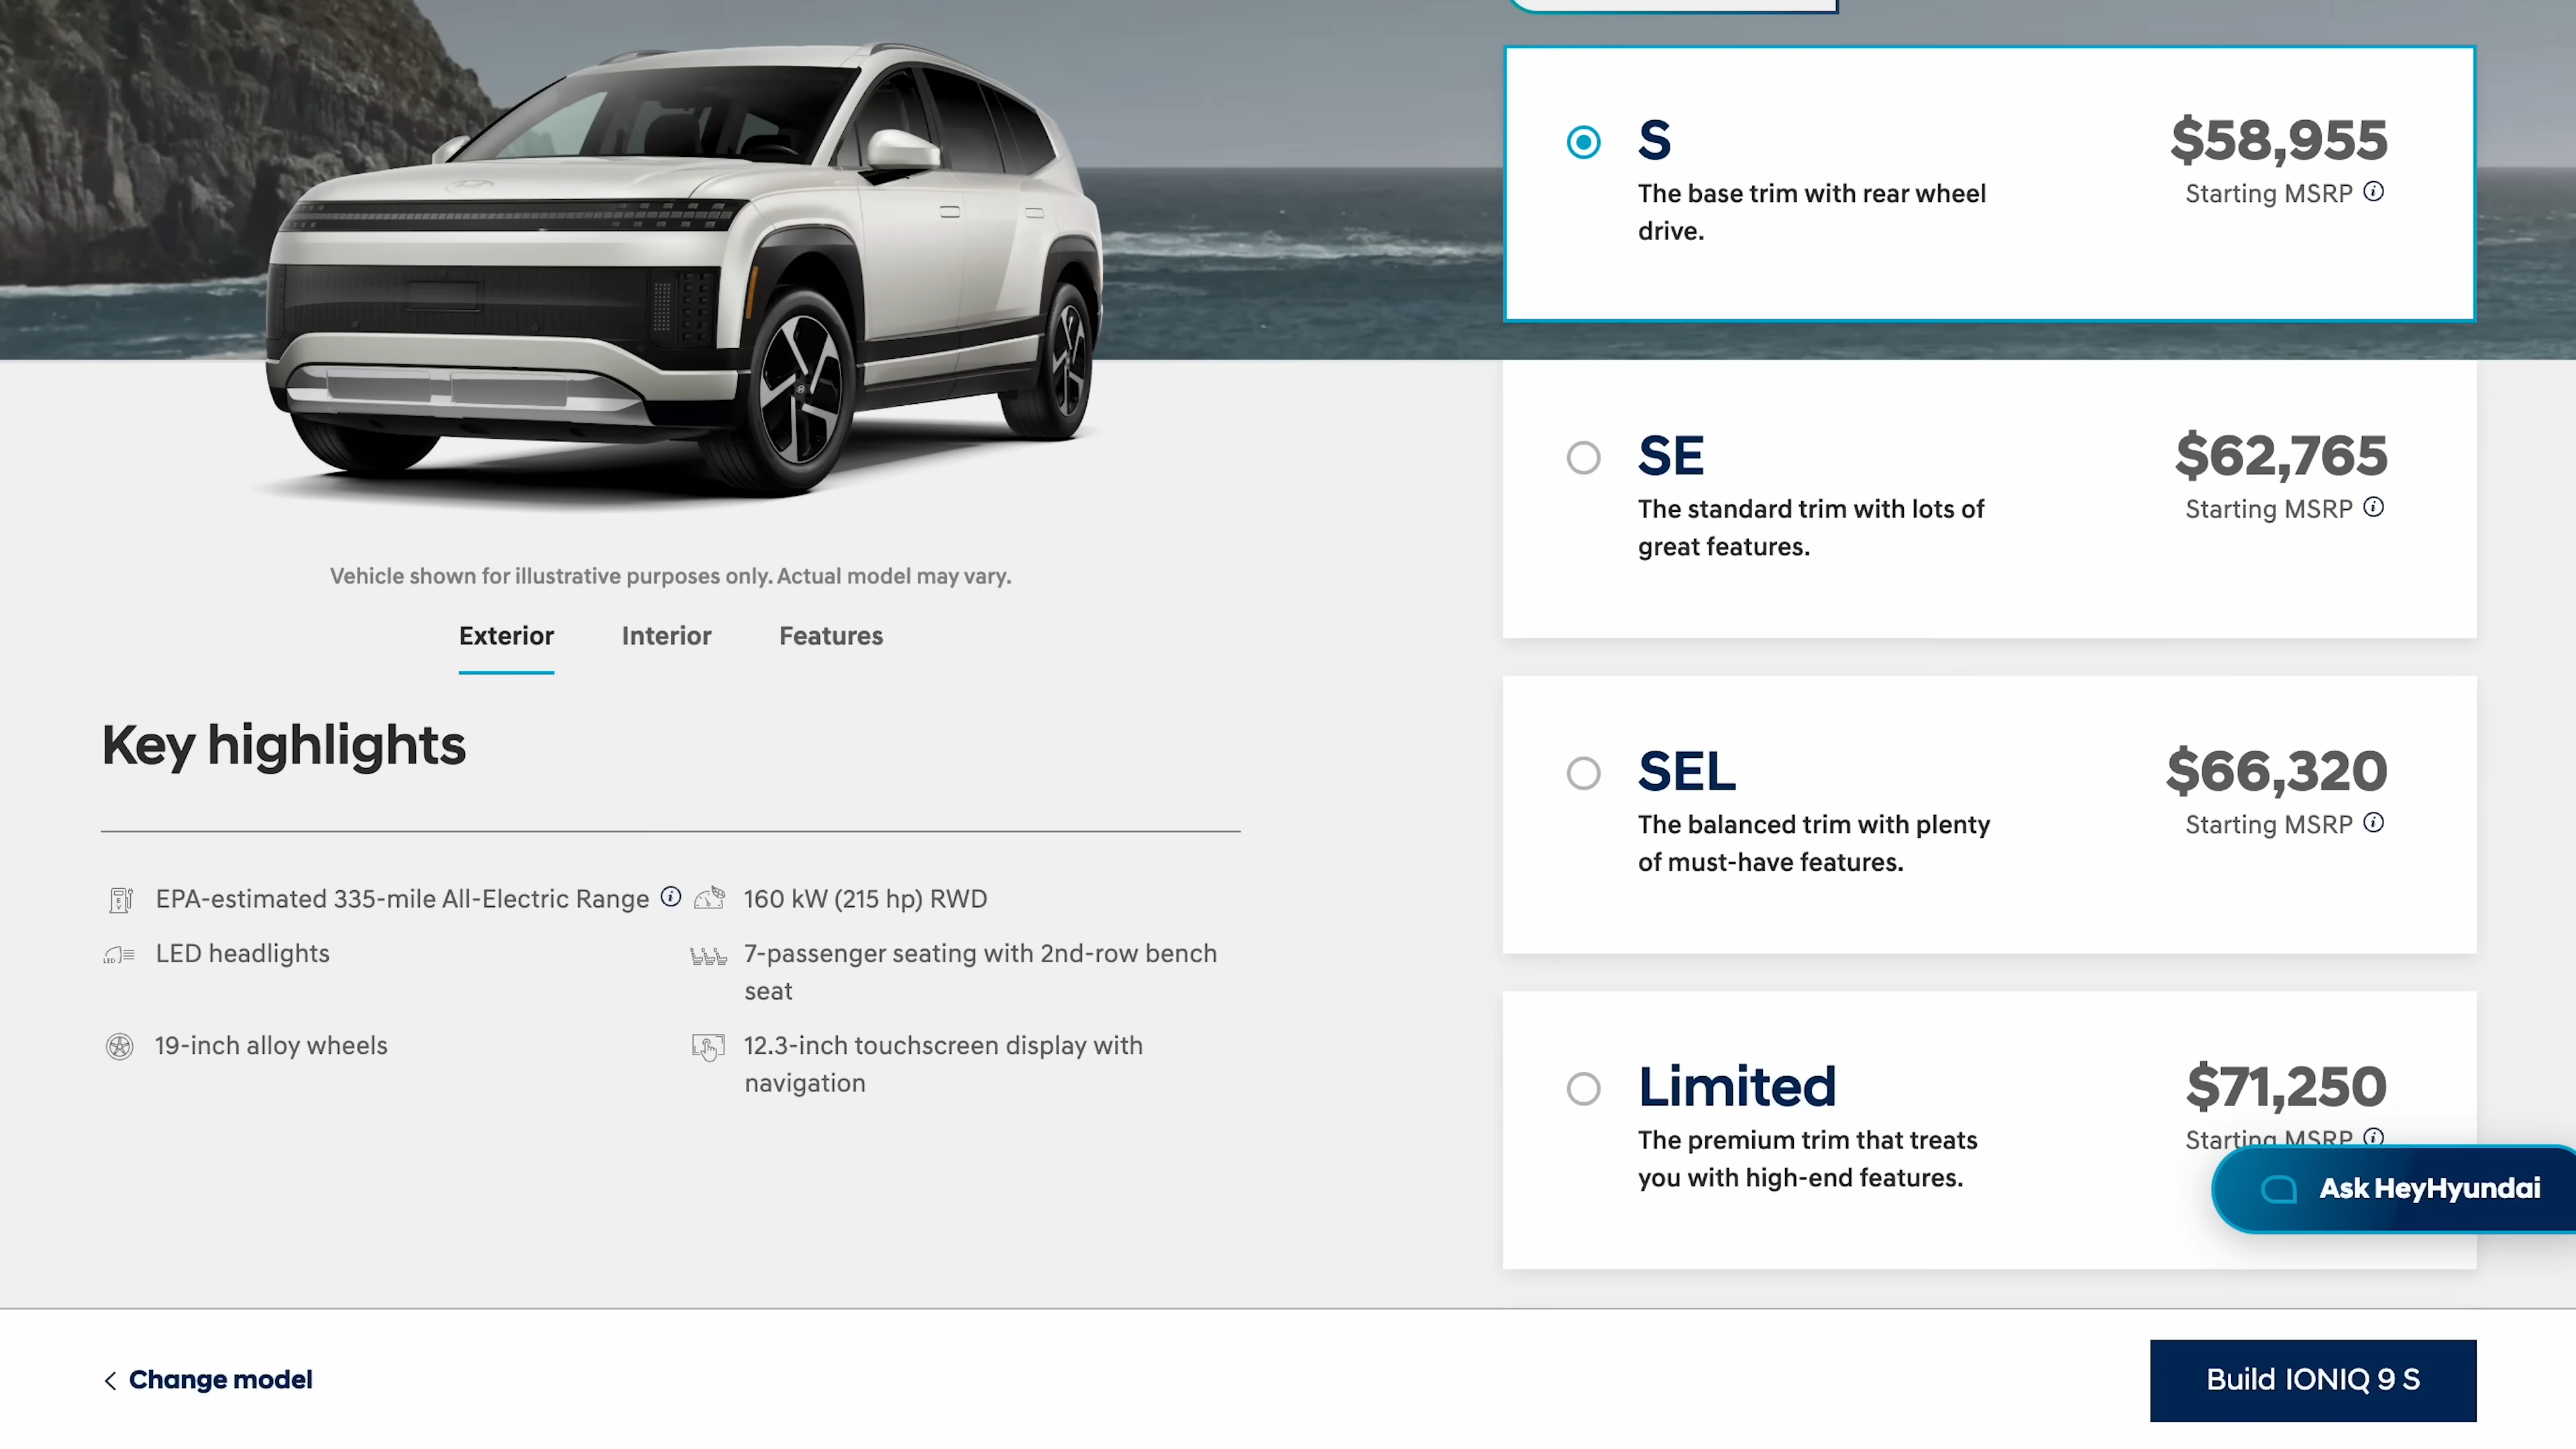 S
$58,955
The base trim with rear wheel
drive.
Starting MSRP
SE
$62,765
The standard trim with lots of
great features.
Starting MSRP
SEL
$66,320
The balanced trim with plenty
of must-have features.
Starting MSRP
Limited
$71,250
The premium trim that treats
you with high-end features.
Starting MSRP
Ask HeyHyundai
Vehicle shown for illustrative purposes only. Actual model may vary.
Exterior Interior Features
Key highlights
EPA-estimated 335-mile All-Electric Range
160 kW (215 hp) RWD
LED headlights
7-passenger seating with 2nd-row bench
seat
19-inch alloy wheels
12.3-inch touchscreen display with
navigation
Change model
Build IONIQ 9 S